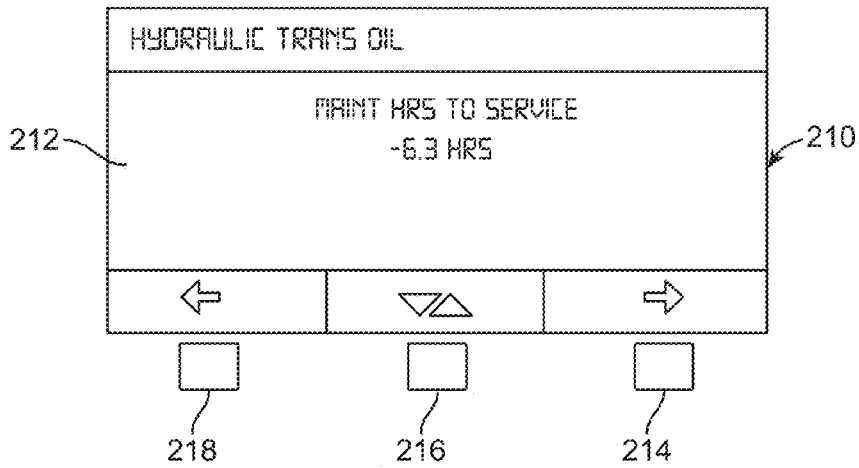 HYDRAULIC TRANS OIL
MAINT HRS TO SERVICE
-6.3 HRS
212
210
218
216
214